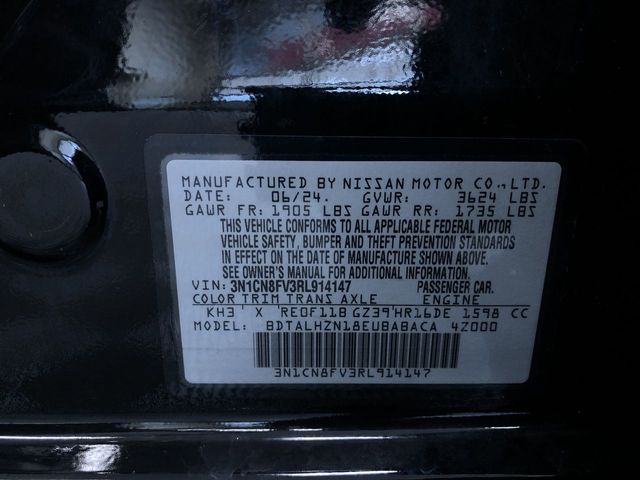 MANUFACTURED BY NISSAN MOTOR CO., LTD.
DATE: 06/24. GVWR: 3624 LBS
GAWR FR: 1905 LBS GAWR RR: 1735 LBS
THIS VEHICLE CONFORMS TO ALL APPLICABLE FEDERAL MOTOR
VEHICLE SAFETY, BUMPER AND THEFT PREVENTION STANDARDS
IN EFFECT ON THE DATE OF MANUFACTURE SHOWN ABOVE.
SEE OWNER'S MANUAL FOR ADDITIONAL INFORMATION.
VIN: 3N1CN8FV3RL914147 PASSENGER CAR.
COLOR TRIM TRANS AXLE ENGINE
KH3 X RE0F11B GZ39 HR16DE 1598 CC
MODEL: BDTALHZN18EUBABACA 4Z000
3N1CN8FV3RL914147